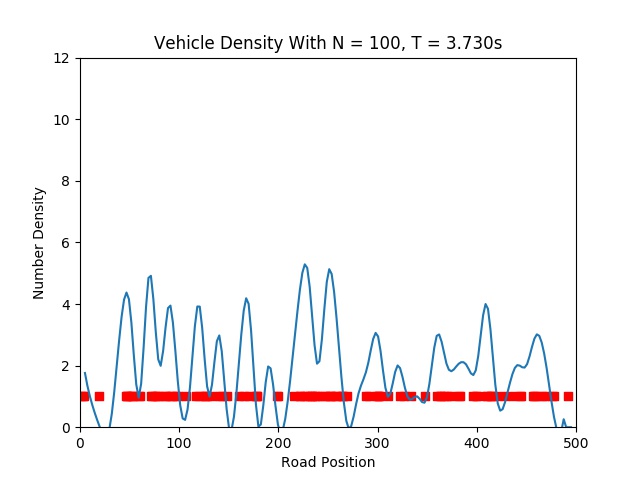 Vehicle Density With N = 100, T = 3.730s
12
10
8
6
4
2
0
Number Density
0 100 200 300 400 500
Road Position